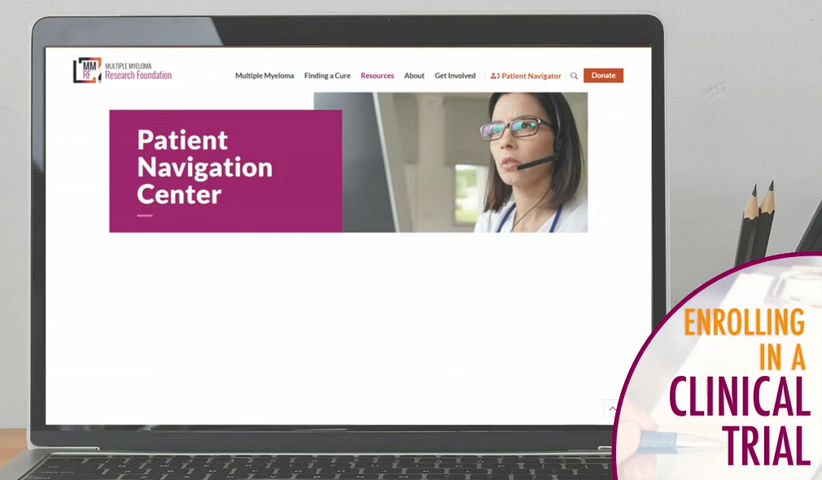 MM
RF
MULTIPLE MYELOMA
Research Foundation
Multiple Myeloma Finding a Cure Resources About Get Involved Patient Navigator Donate
Patient
Navigation
Center
ENROLLING
IN A
CLINICAL
TRIAL